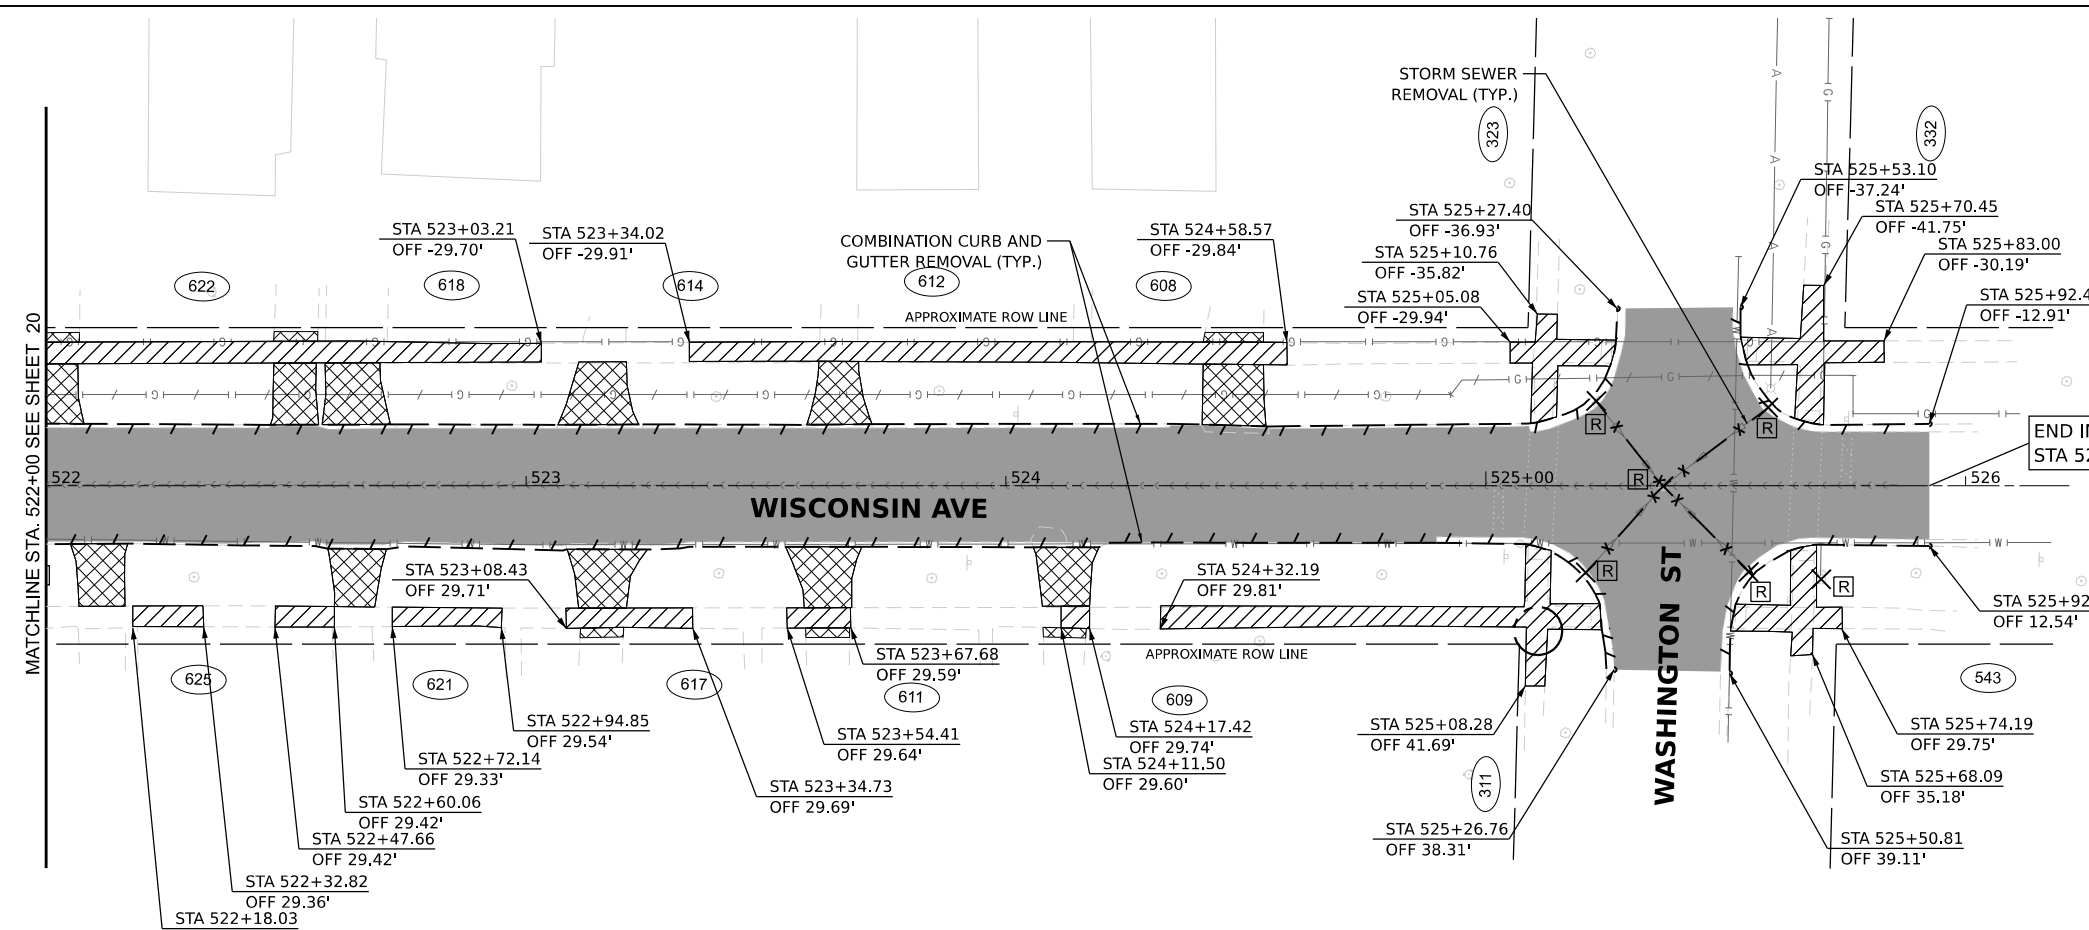 MATCHLINE STA. 522+00 SEE SHEET 20
STORM SEWER
REMOVAL (TYP.)
323
332
STA 525+53.10
OFF -37.24'
STA 525+70.45
OFF -41.75'
STA 525+83.00
OFF -30.19'
STA 525+27.40
OFF -36.93'
STA 525+10.76
OFF -35.82'
STA 525+05.08
OFF -29.94'
STA 525+92.4
OFF -12.91'
STA 523+03.21
OFF -29.70'
STA 523+34.02
OFF -29.91'
COMBINATION CURB AND
GUTTER REMOVAL (TYP.)
STA 524+58.57
OFF -29.84'
622
618
614
612
608
APPROXIMATE ROW LINE
END IN
STA 52
522
523
524
525+00
526
WISCONSIN AVE
WASHINGTON ST
R
R
R
R
R
R
STA 523+08.43
OFF 29.71'
STA 524+32.19
OFF 29.81'
STA 525+92
OFF 12.54'
STA 523+67.68
OFF 29.59'
APPROXIMATE ROW LINE
625
621
617
611
609
543
STA 522+94.85
OFF 29.54'
STA 523+54.41
OFF 29.64'
STA 524+17.42
OFF 29.74'
STA 524+11.50
OFF 29.60'
STA 525+08.28
OFF 41.69'
STA 525+74.19
OFF 29.75'
STA 522+72.14
OFF 29.33'
STA 523+34.73
OFF 29.69'
311
STA 525+68.09
OFF 35.18'
STA 522+60.06
OFF 29.42'
STA 522+47.66
OFF 29.42'
STA 525+26.76
OFF 38.31'
STA 525+50.81
OFF 39.11'
STA 522+32.82
OFF 29.36'
STA 522+18.03